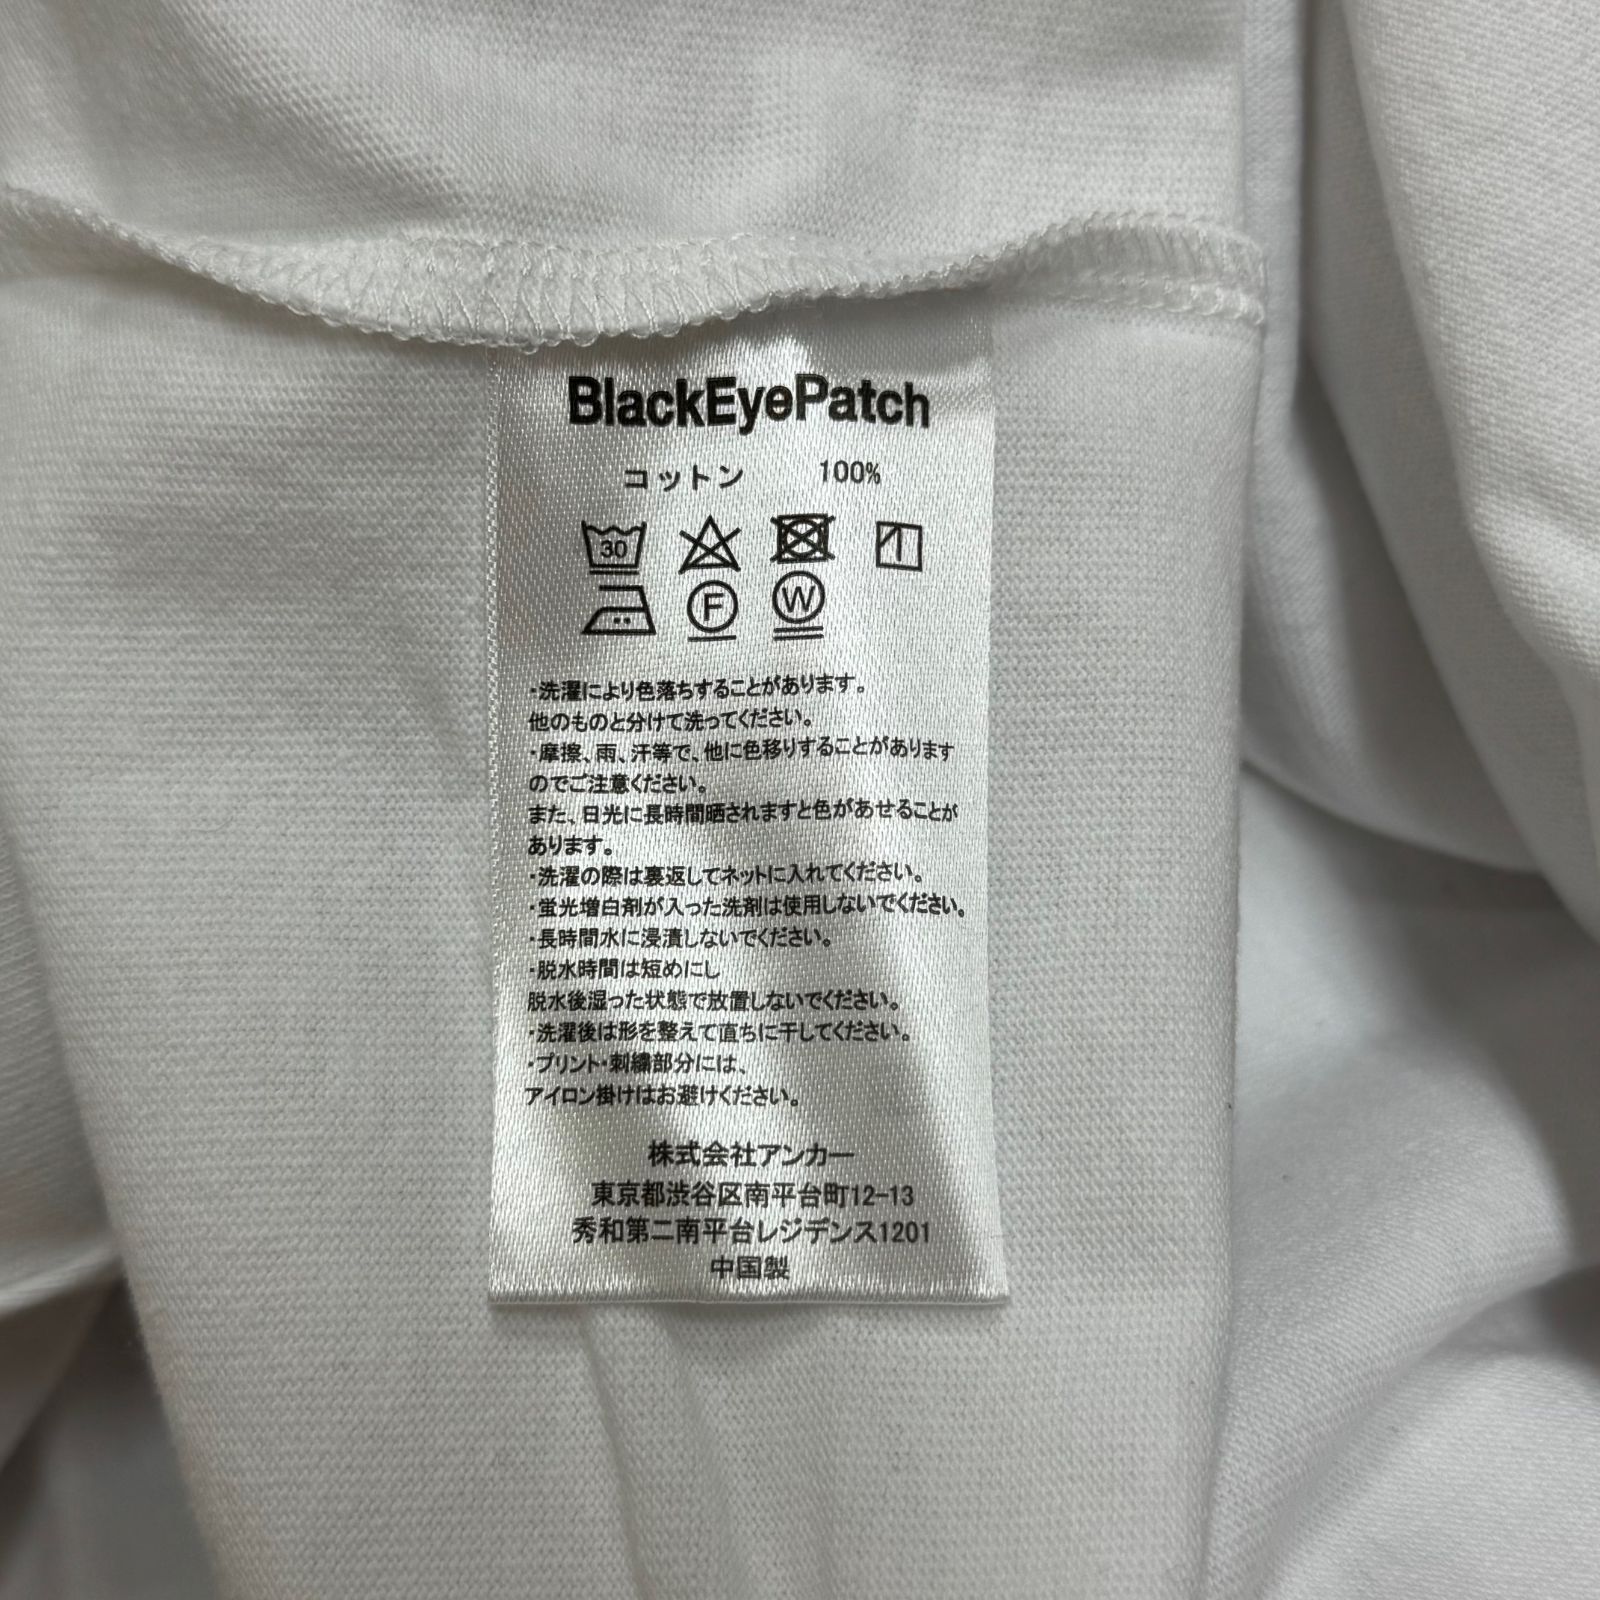 BlackEyePatch
コットン 100%
30
F W
・洗濯により色落ちすることがあります。
他のものと分けて洗ってください。
・摩擦、雨、汗等で、他に色移りすることがあります
のでご注意ください。
また、日光に長時間晒されますと色があせることが
あります。
・洗濯の際は裏返してネットに入れてください。
・蛍光増白剤が入った洗剤は使用しないでください。
・長時間水に浸漬しないでください。
・脱水時間は短めにし
脱水後湿った状態で放置しないでください。
・洗濯後は形を整えて直ちに干してください。
・プリント・刺繍部分には、
アイロン掛けはお避けください。
株式会社アンカー
東京都渋谷区南平台町12-13
秀和第二南平台レジデンス1201
中国製